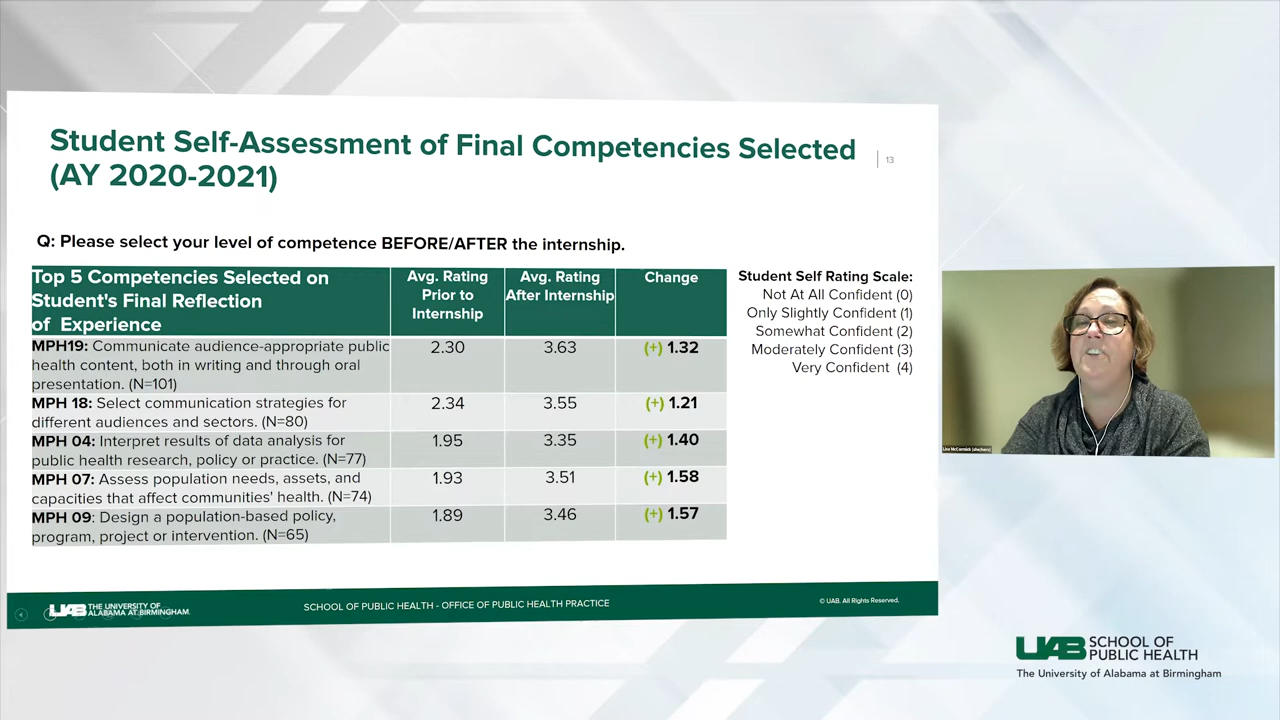 Student Self-Assessment of Final Competencies Selected
(AY 2020-2021)
13
Q: Please select your level of competence BEFORE/AFTER the internship.
Top 5 Competencies Selected on
Student's Final Reflection
of Experience
Avg. Rating
Prior to
Internship
Avg. Rating
After Internship
Change
MPH19: Communicate audience-appropriate public
health content, both in writing and through oral
presentation. (N=101)
2.30
3.63
(+) 1.32
MPH 18: Select communication strategies for
different audiences and sectors. (N=80)
2.34
3.55
(+) 1.21
MPH 04: Interpret results of data analysis for
public health research, policy or practice. (N=77)
1.95
3.35
(+) 1.40
MPH 07: Assess population needs, assets, and
capacities that affect communities' health. (N=74)
1.93
3.51
(+) 1.58
MPH 09: Design a population-based policy,
program, project or intervention. (N=65)
1.89
3.46
(+) 1.57
Student Self Rating Scale:
Not At All Confident (0)
Only Slightly Confident (1)
Somewhat Confident (2)
Moderately Confident (3)
Very Confident (4)
Lisa McCormick (she/hers)
UAB THE UNIVERSITY OF
ALABAMA AT BIRMINGHAM.
SCHOOL OF PUBLIC HEALTH - OFFICE OF PUBLIC HEALTH PRACTICE
© UAB. All Rights Reserved.
UAB SCHOOL OF
PUBLIC HEALTH
The University of Alabama at Birmingham